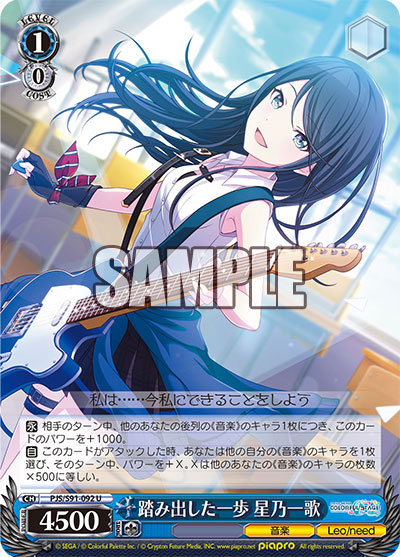 LEVEL
1
0
COST
SAMPLE
私は……今私にできることをしよう
永 相手のターン中、他のあなたの後列の《音楽》のキャラ1枚につき、このカードのパワーを+1000。
自 このカードがアタックした時、あなたは他の自分の《音楽》のキャラを1枚選び、そのターン中、パワーを+X。Xは他のあなたの《音楽》のキャラの枚数×500に等しい。
CH
PJS/S91-092 U
POWER
4500
SOUL
踏み出した一歩 星乃一歌
COLORFUL STAGE!
音楽
Leo/need
© SEGA / © Colorful Palette Inc. / © Crypton Future Media, INC. www.piapro.net piapro All rights reserved.